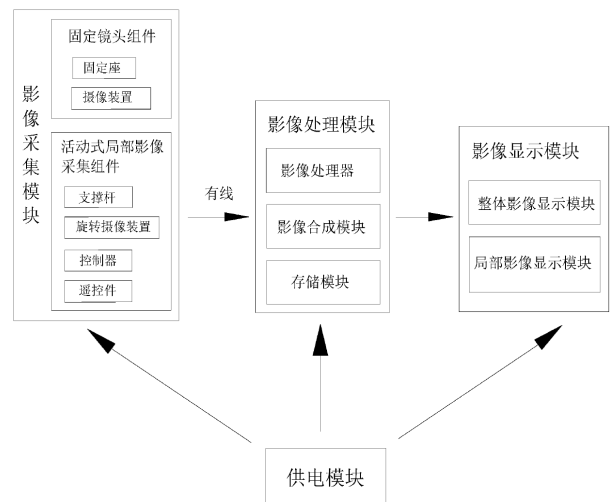 影像采集模块
固定镜头组件
固定座
摄像装置
活动式局部影像
采集组件
支撑杆
旋转摄像装置
控制器
遥控件
有线
影像处理模块
影像处理器
影像合成模块
存储模块
影像显示模块
整体影像显示模块
局部影像显示模块
供电模块